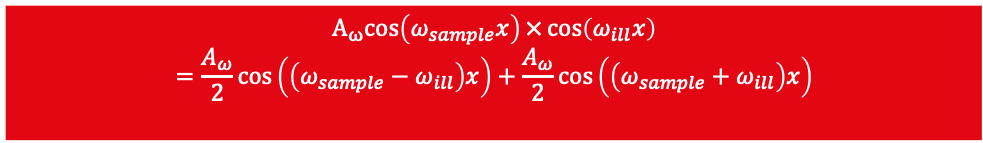 A_ω cos(ω_sample x) × cos(ω_ill x)
= A_ω/2 cos((ω_sample − ω_ill)x) + A_ω/2 cos((ω_sample + ω_ill)x)